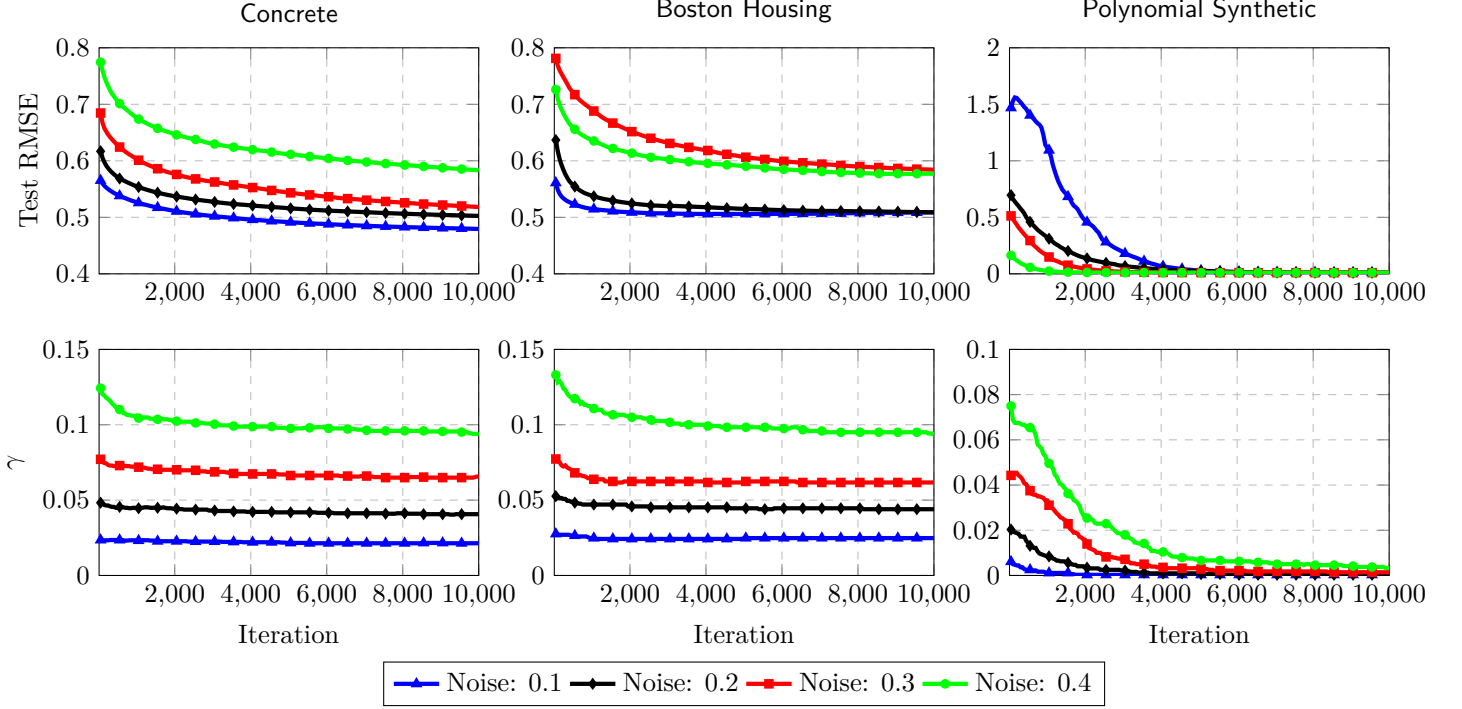 Concrete
Boston Housing
Polynomial Synthetic
Test RMSE
0.8
0.7
0.6
0.5
0.4
2,000 4,000 6,000 8,000 10,000
0.8
0.7
0.6
0.5
0.4
2,000 4,000 6,000 8,000 10,000
2
1.5
1
0.5
0
2,000 4,000 6,000 8,000 10,000
γ
0.15
0.1
0.05
0
2,000 4,000 6,000 8,000 10,000
Iteration
0.15
0.1
0.05
0
2,000 4,000 6,000 8,000 10,000
Iteration
0.1
0.08
0.06
0.04
0.02
0
2,000 4,000 6,000 8,000 10,000
Iteration
Noise: 0.1 Noise: 0.2 Noise: 0.3 Noise: 0.4